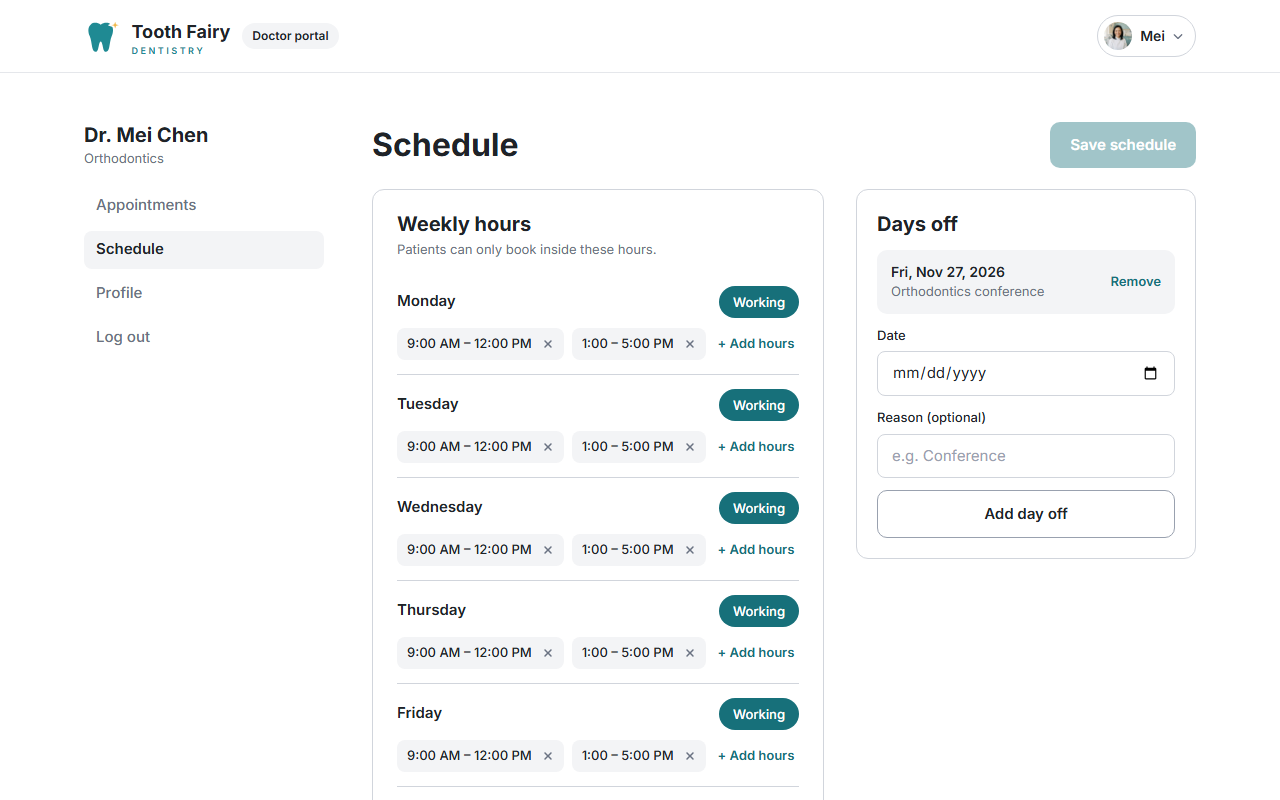 Tooth Fairy
DENTISTRY
Doctor portal
Mei
Dr. Mei Chen
Orthodontics
Appointments
Schedule
Profile
Log out
Schedule
Save schedule
Weekly hours
Patients can only book inside these hours.
Monday
Working
9:00 AM – 12:00 PM ×
1:00 – 5:00 PM ×
+ Add hours
Tuesday
Working
9:00 AM – 12:00 PM ×
1:00 – 5:00 PM ×
+ Add hours
Wednesday
Working
9:00 AM – 12:00 PM ×
1:00 – 5:00 PM ×
+ Add hours
Thursday
Working
9:00 AM – 12:00 PM ×
1:00 – 5:00 PM ×
+ Add hours
Friday
Working
9:00 AM – 12:00 PM ×
1:00 – 5:00 PM ×
+ Add hours
Days off
Fri, Nov 27, 2026
Orthodontics conference
Remove
Date
mm/dd/yyyy
Reason (optional)
e.g. Conference
Add day off